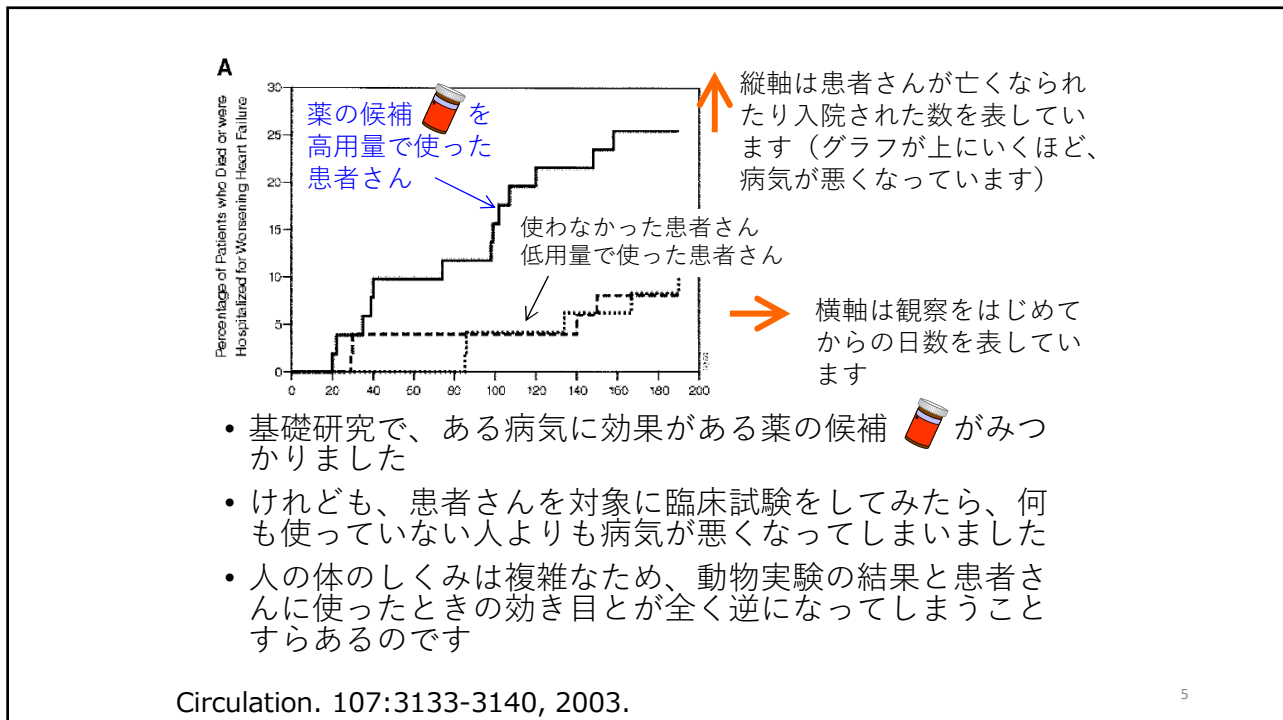 A
Percentage of Patients who Died or were
Hospitalized for Worsening Heart Failure
30
25
20
15
10
5
0
0 20 40 60 80 100 120 140 160 180 200
薬の候補 を
高用量で使った
患者さん
使わなかった患者さん
低用量で使った患者さん
縦軸は患者さんが亡くなられ
たり入院された数を表してい
ます（グラフが上にいくほど、
病気が悪くなっています）
横軸は観察をはじめて
からの日数を表してい
ます
• 基礎研究で、ある病気に効果がある薬の候補 がみつ
かりました
• けれども、患者さんを対象に臨床試験をしてみたら、何
も使っていない人よりも病気が悪くなってしまいました
• 人の体のしくみは複雑なため、動物実験の結果と患者さ
んに使ったときの効き目とが全く逆になってしまうこと
すらあるのです
Circulation. 107:3133-3140, 2003.
5